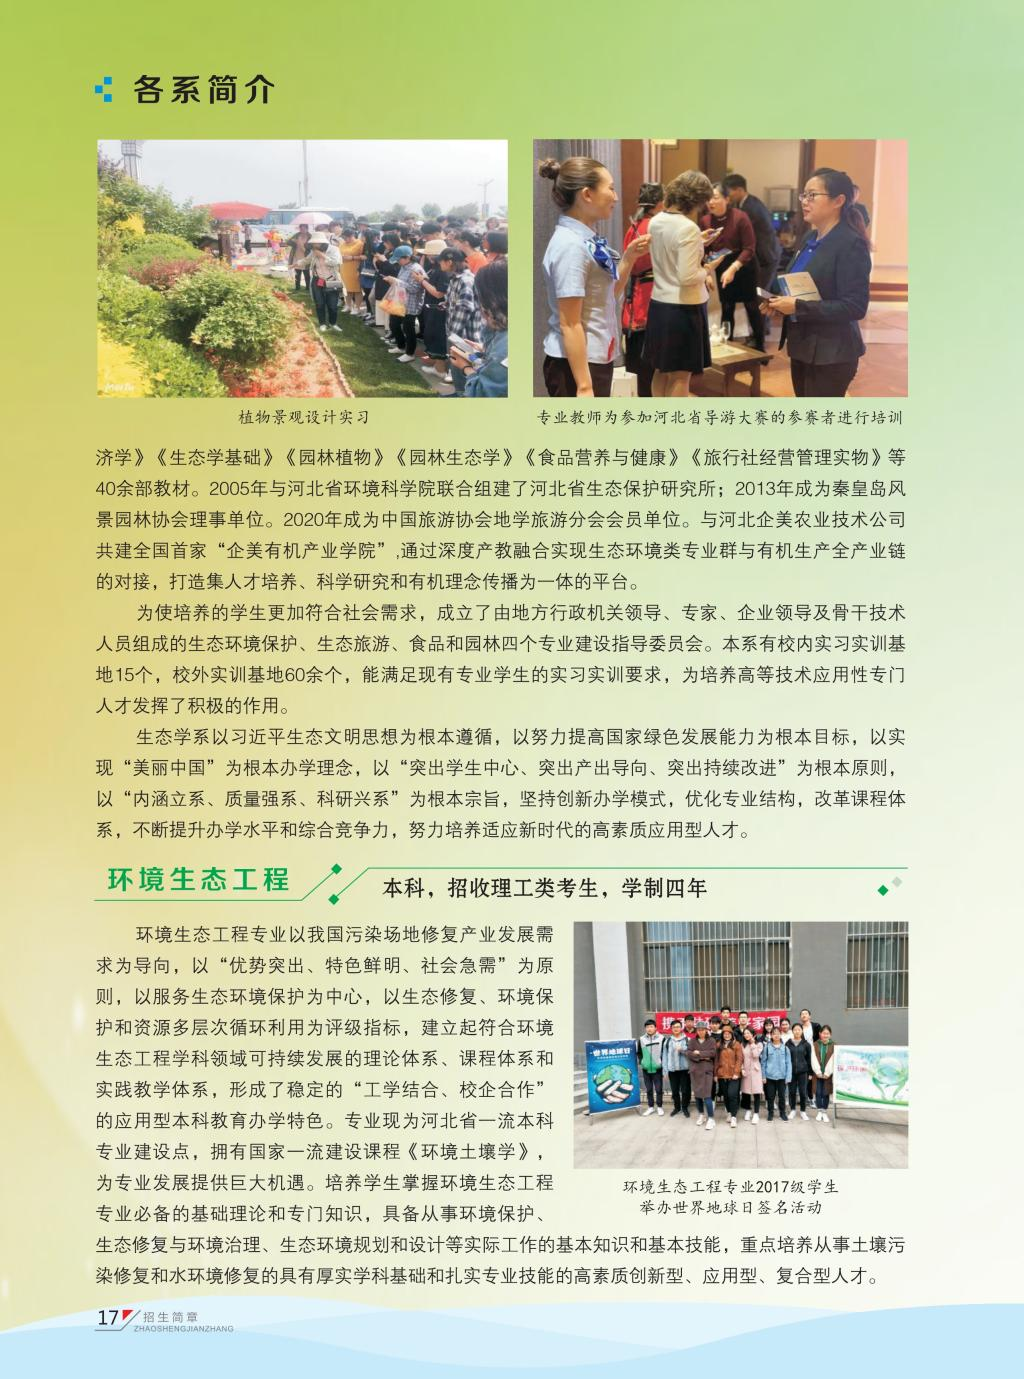 各系简介
植物景观设计实习
专业教师为参加河北省导游大赛的参赛者进行培训
济学》《生态学基础》《园林植物》《园林生态学》《食品营养与健康》《旅行社经营管理实物》等
40余部教材。2005年与河北省环境科学院联合组建了河北省生态保护研究所；2013年成为秦皇岛风
景园林协会理事单位。2020年成为中国旅游协会地学旅游分会会员单位。与河北企美农业技术公司
共建全国首家“企美有机产业学院”,通过深度产教融合实现生态环境类专业群与有机生产全产业链
的对接，打造集人才培养、科学研究和有机理念传播为一体的平台。
为使培养的学生更加符合社会需求，成立了由地方行政机关领导、专家、企业领导及骨干技术
人员组成的生态环境保护、生态旅游、食品和园林四个专业建设指导委员会。本系有校内实习实训基
地15个，校外实训基地60余个，能满足现有专业学生的实习实训要求，为培养高等技术应用性专门
人才发挥了积极的作用。
生态学系以习近平生态文明思想为根本遵循，以努力提高国家绿色发展能力为根本目标，以实
现“美丽中国”为根本办学理念，以“突出学生中心、突出产出导向、突出持续改进”为根本原则，
以“内涵立系、质量强系、科研兴系”为根本宗旨，坚持创新办学模式，优化专业结构，改革课程体
系，不断提升办学水平和综合竞争力，努力培养适应新时代的高素质应用型人才。
环境生态工程
本科，招收理工类考生，学制四年
环境生态工程专业以我国污染场地修复产业发展需
求为导向，以“优势突出、特色鲜明、社会急需”为原
则，以服务生态环境保护为中心，以生态修复、环境保
护和资源多层次循环利用为评级指标，建立起符合环境
生态工程学科领域可持续发展的理论体系、课程体系和
实践教学体系，形成了稳定的“工学结合、校企合作”
的应用型本科教育办学特色。专业现为河北省一流本科
专业建设点，拥有国家一流建设课程《环境土壤学》，
为专业发展提供巨大机遇。培养学生掌握环境生态工程
专业必备的基础理论和专门知识，具备从事环境保护、
世界地球日
环境生态工程专业2017级学生
举办世界地球日签名活动
生态修复与环境治理、生态环境规划和设计等实际工作的基本知识和基本技能，重点培养从事土壤污
染修复和水环境修复的具有厚实学科基础和扎实专业技能的高素质创新型、应用型、复合型人才。
17
招生简章
ZHAOSHENGJIANZHANG